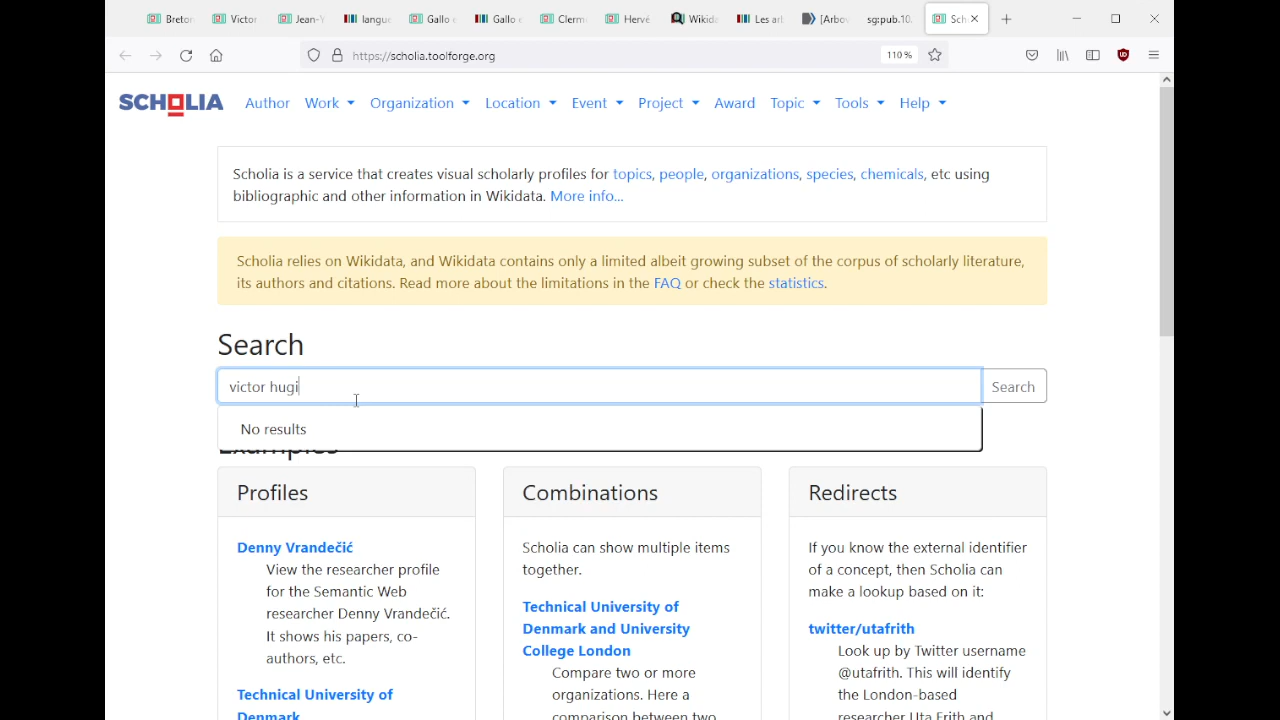 Breton
Victor
Jean-Y
langue
Gallo
Gallo
Clerm
Hervé
Wikida
Les ar
[Arbo
sg:pub.10.
Sch
https://scholia.toolforge.org
110%
SCHOLIA
Author Work Organization Location Event Project Award Topic Tools Help
Scholia is a service that creates visual scholarly profiles for topics, people, organizations, species, chemicals, etc using
bibliographic and other information in Wikidata. More info...
Scholia relies on Wikidata, and Wikidata contains only a limited albeit growing subset of the corpus of scholarly literature,
its authors and citations. Read more about the limitations in the FAQ or check the statistics.
Search
victor hugi
Search
No results
Examples
Profiles
Denny Vrandečić
View the researcher profile
for the Semantic Web
researcher Denny Vrandečić.
It shows his papers, co-
authors, etc.
Technical University of
Denmark
Combinations
Scholia can show multiple items
together.
Technical University of
Denmark and University
College London
Compare two or more
organizations. Here a
comparison between two
Redirects
If you know the external identifier
of a concept, then Scholia can
make a lookup based on it:
twitter/utafrith
Look up by Twitter username
@utafrith. This will identify
the London-based
researcher Uta Frith and